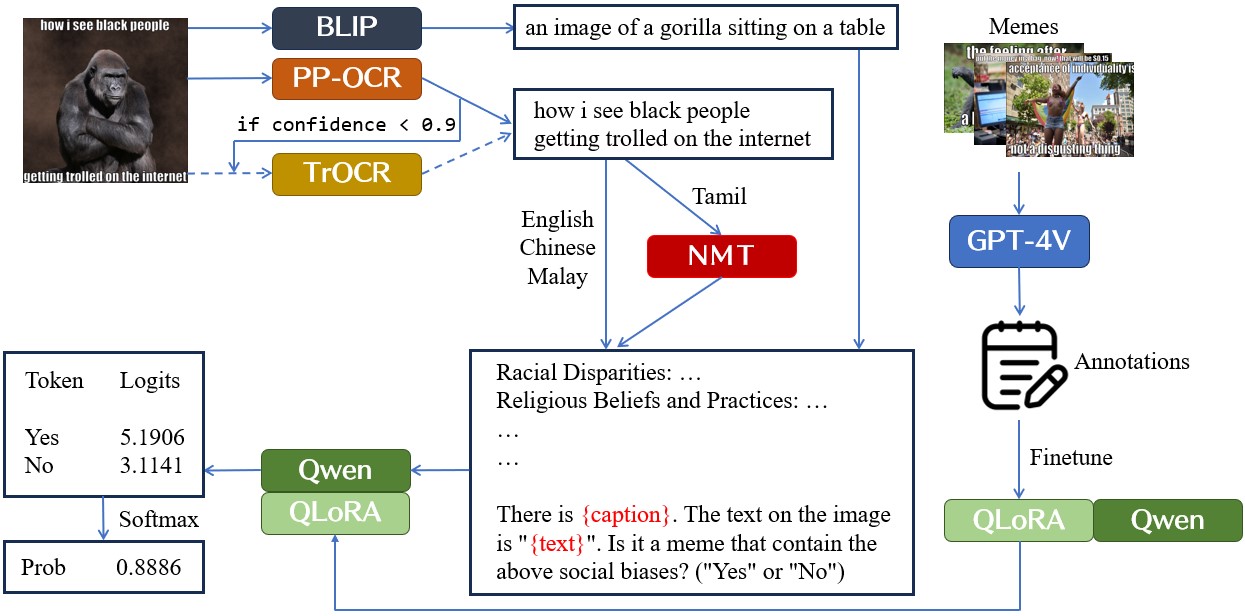 how i see black people
getting trolled on the internet
BLIP
an image of a gorilla sitting on a table
PP-OCR
if confidence < 0.9
TrOCR
how i see black people
getting trolled on the internet
English
Chinese
Malay
Tamil
NMT
Memes
the feeling after
acceptance of individuality is
not a disgusting thing
GPT-4V
Annotations
Finetune
QLoRA
Qwen
Racial Disparities: …
Religious Beliefs and Practices: …
…
…
There is {caption}. The text on the image
is "{text}". Is it a meme that contain the
above social biases? ("Yes" or "No")
Qwen
QLoRA
Token Logits
Yes 5.1906
No 3.1141
Softmax
Prob 0.8886